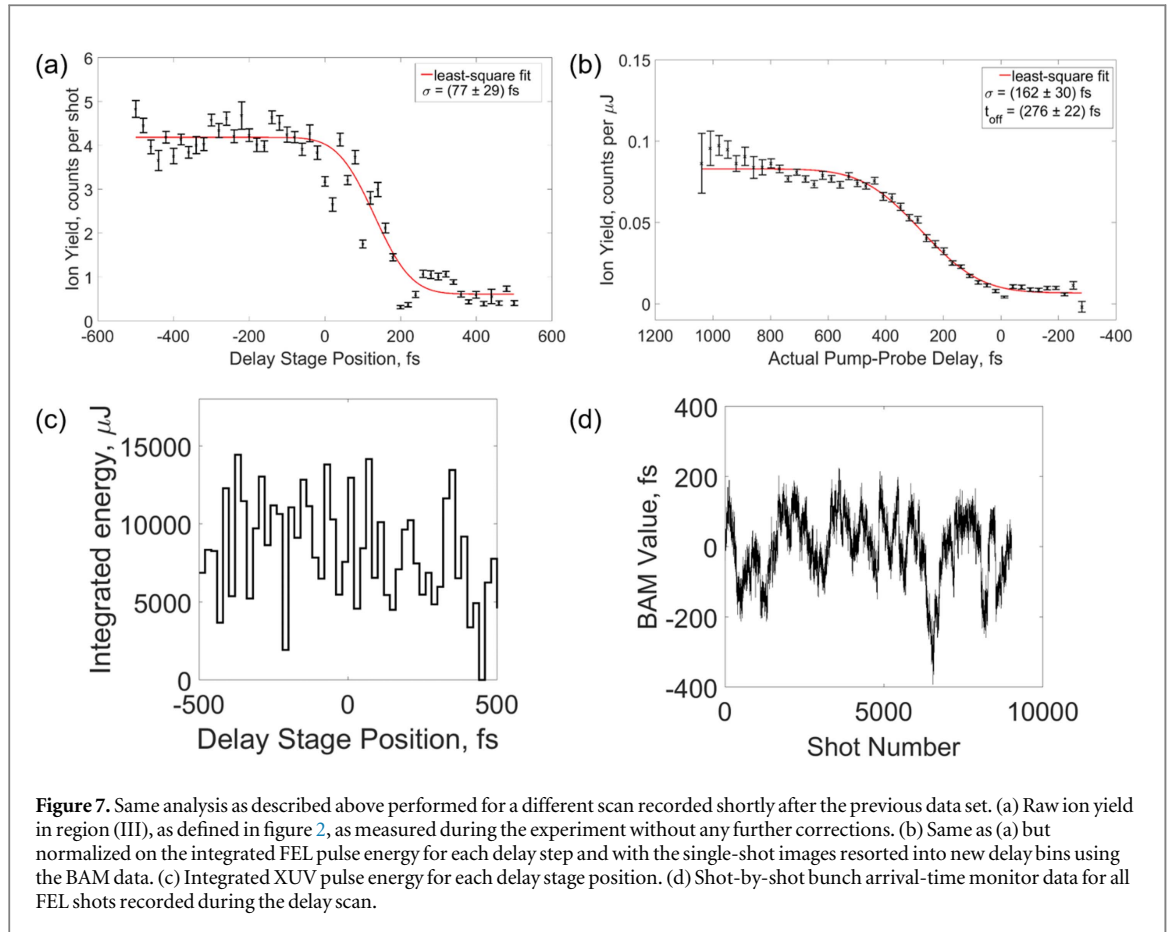 (a)
6
5
4
3
2
1
0
Ion Yield, counts per shot
least-square fit
σ = (77 ± 29) fs
-600 -400 -200 0 200 400 600
Delay Stage Position, fs
(b)
0.15
0.1
0.05
0
Ion Yield, counts per μJ
least-square fit
σ = (162 ± 30) fs
t_off = (276 ± 22) fs
1200 1000 800 600 400 200 0 -200 -400
Actual Pump-Probe Delay, fs
(c)
15000
10000
5000
0
Integrated energy, μJ
-500 0 500
Delay Stage Position, fs
(d)
400
200
0
-200
-400
BAM Value, fs
0 5000 10000
Shot Number
Figure 7. Same analysis as described above performed for a different scan recorded shortly after the previous data set. (a) Raw ion yield
in region (III), as defined in figure 2, as measured during the experiment without any further corrections. (b) Same as (a) but
normalized on the integrated FEL pulse energy for each delay step and with the single-shot images resorted into new delay bins using
the BAM data. (c) Integrated XUV pulse energy for each delay stage position. (d) Shot-by-shot bunch arrival-time monitor data for all
FEL shots recorded during the delay scan.